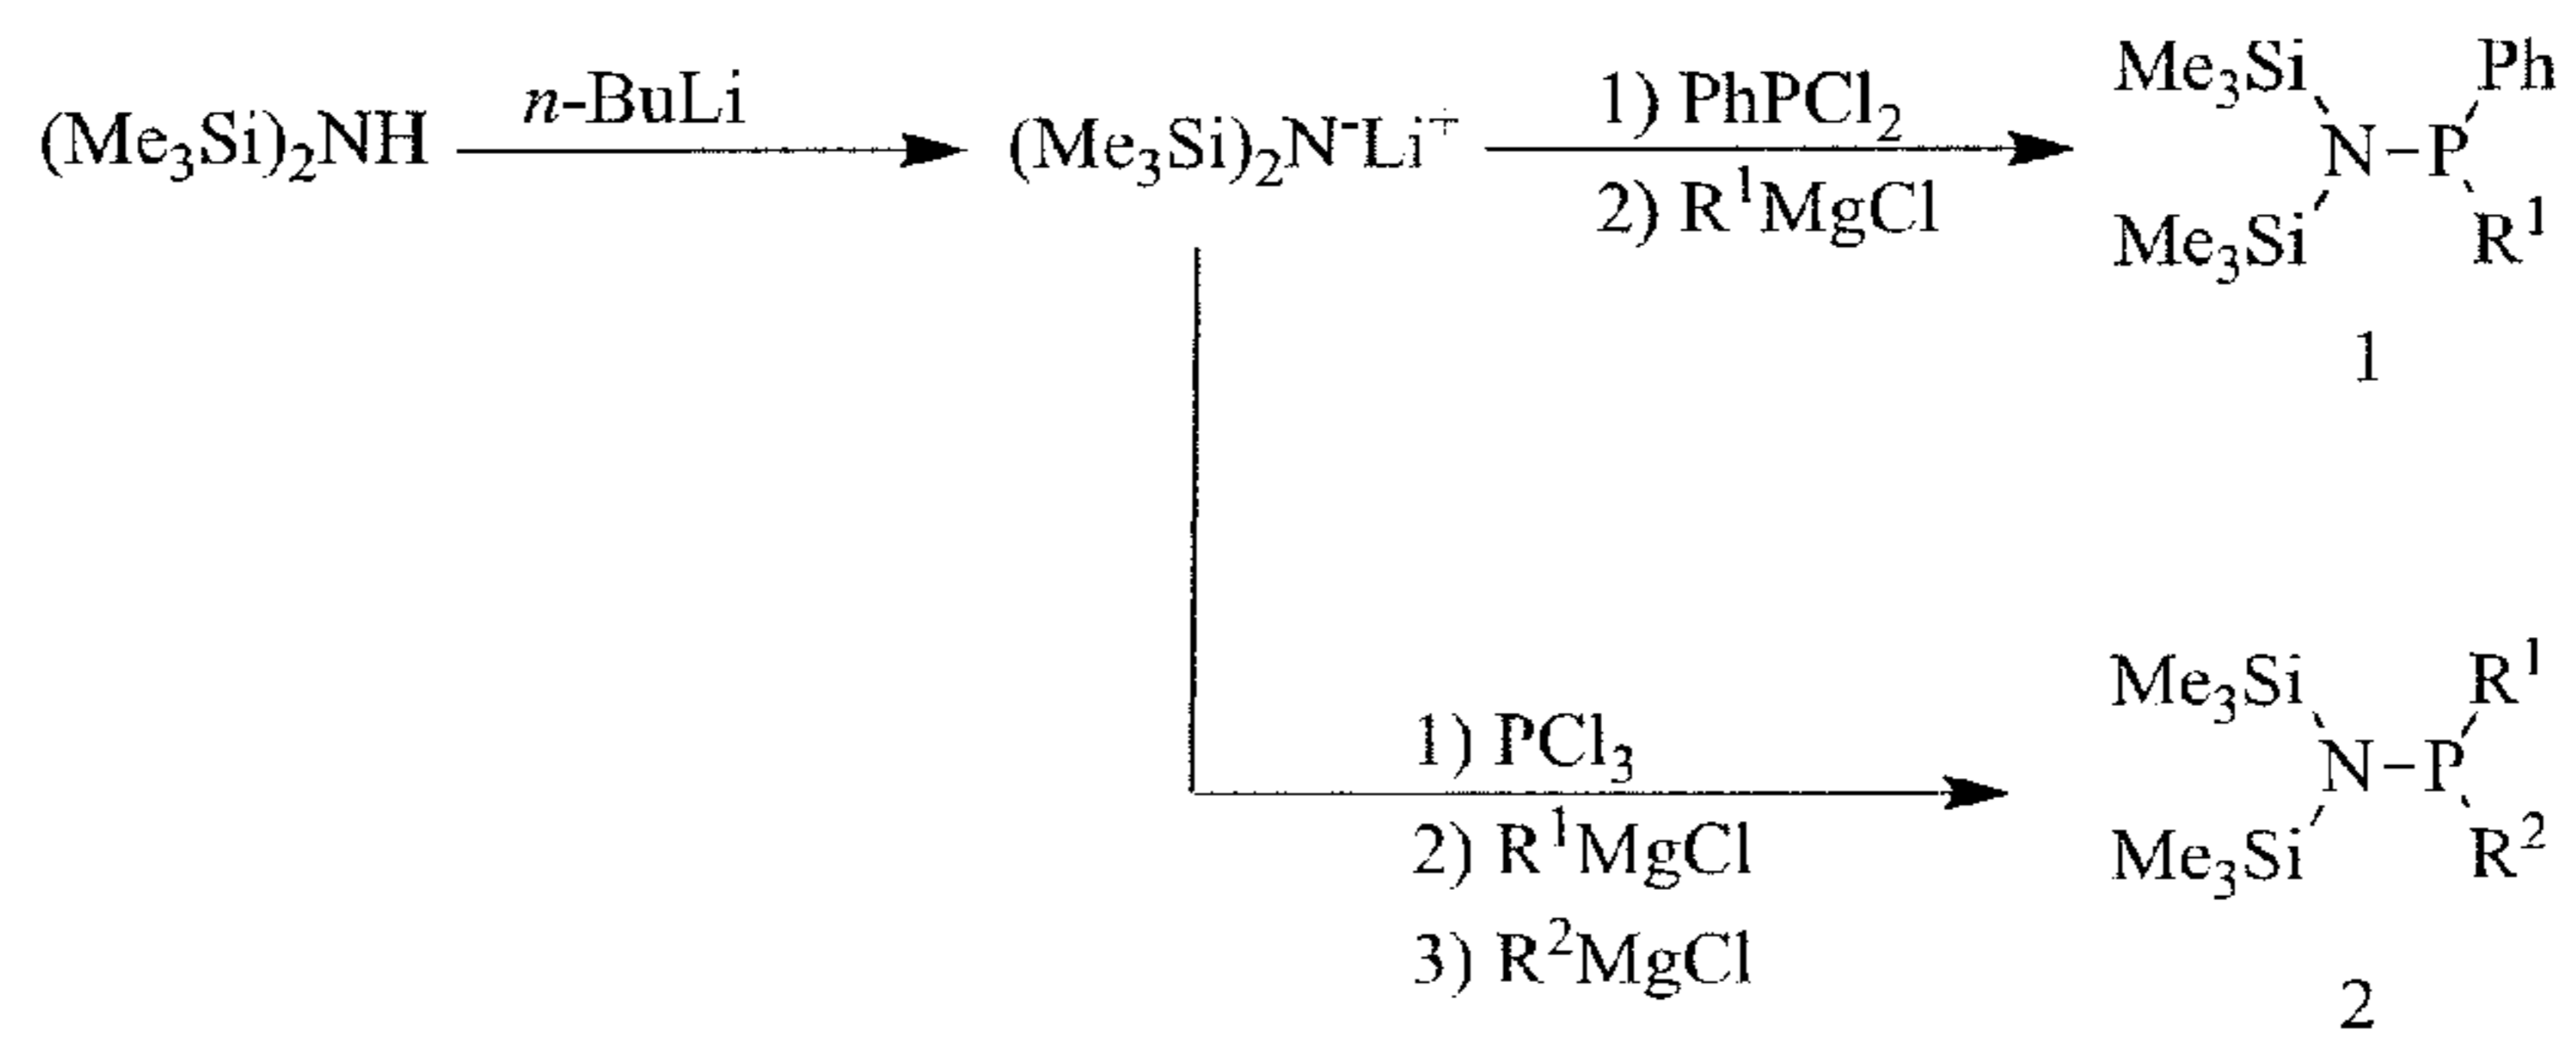 (Me₃Si)₂NH
n-BuLi
(Me₃Si)₂N⁻Li⁺
1) PhPCl₂
2) R¹MgCl
Me₃Si Ph
N-P
Me₃Si R¹
1
1) PCl₃
2) R¹MgCl
3) R²MgCl
Me₃Si R¹
N-P
Me₃Si R²
2